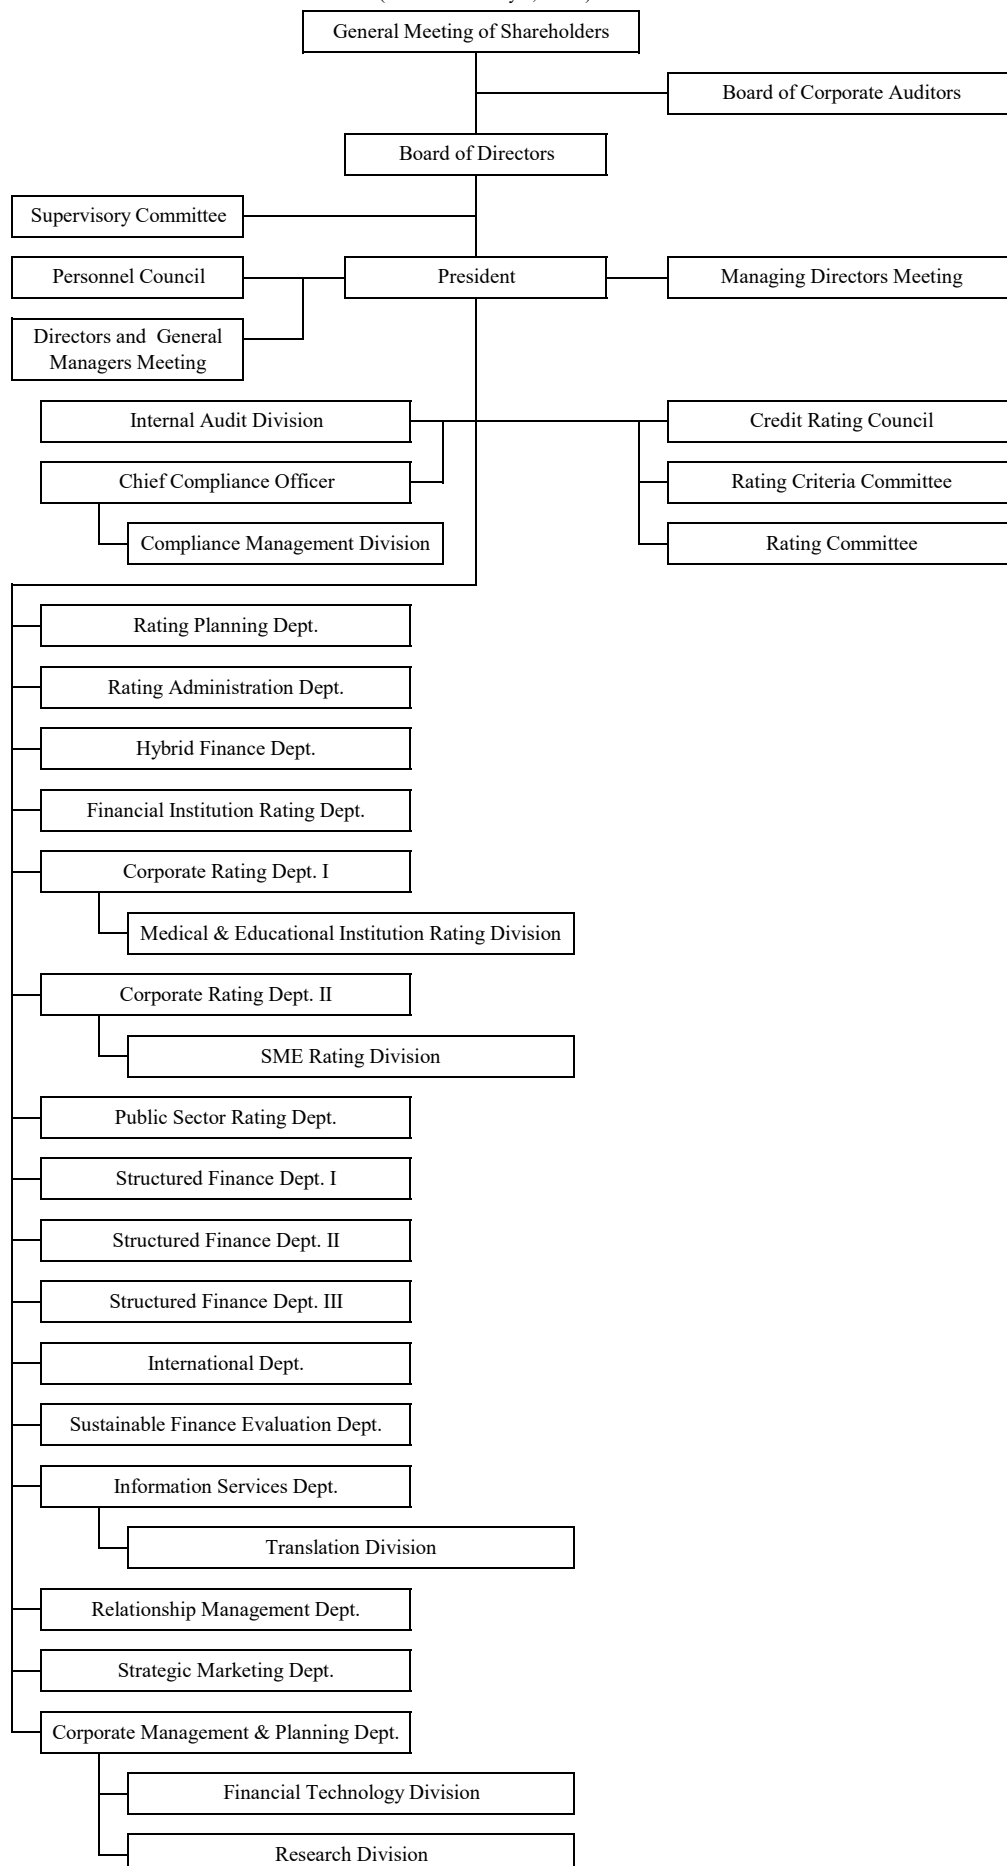 General Meeting of Shareholders
Board of Corporate Auditors
Board of Directors
Supervisory Committee
Personnel Council
President
Managing Directors Meeting
Directors and General
Managers Meeting
Internal Audit Division
Credit Rating Council
Chief Compliance Officer
Rating Criteria Committee
Compliance Management Division
Rating Committee
Rating Planning Dept.
Rating Administration Dept.
Hybrid Finance Dept.
Financial Institution Rating Dept.
Corporate Rating Dept. I
Medical & Educational Institution Rating Division
Corporate Rating Dept. II
SME Rating Division
Public Sector Rating Dept.
Structured Finance Dept. I
Structured Finance Dept. II
Structured Finance Dept. III
International Dept.
Sustainable Finance Evaluation Dept.
Information Services Dept.
Translation Division
Relationship Management Dept.
Strategic Marketing Dept.
Corporate Management & Planning Dept.
Financial Technology Division
Research Division